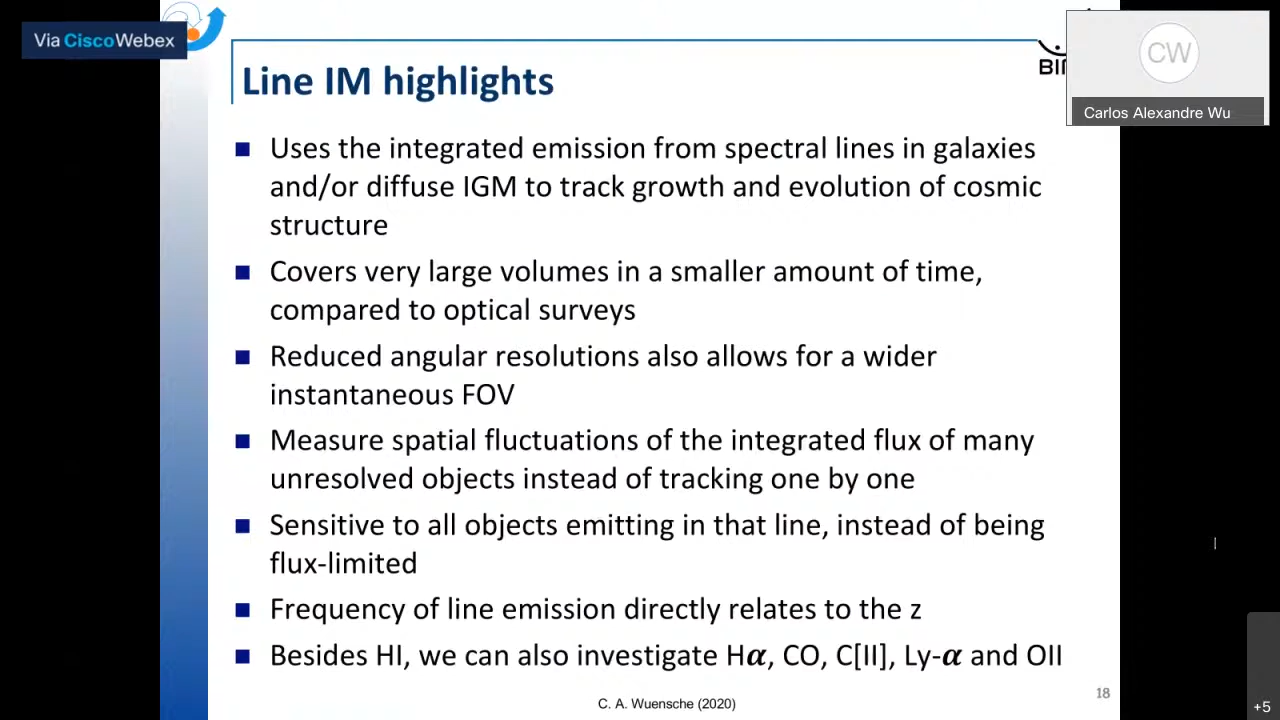 Via CiscoWebex
Line IM highlights
CW
Carlos Alexandre Wu
Uses the integrated emission from spectral lines in galaxies
and/or diffuse IGM to track growth and evolution of cosmic
structure
Covers very large volumes in a smaller amount of time,
compared to optical surveys
Reduced angular resolutions also allows for a wider
instantaneous FOV
Measure spatial fluctuations of the integrated flux of many
unresolved objects instead of tracking one by one
Sensitive to all objects emitting in that line, instead of being
flux-limited
Frequency of line emission directly relates to the z
Besides HI, we can also investigate H𝜶, CO, C[II], Ly-𝜶 and OII
C. A. Wuensche (2020)
18
+5